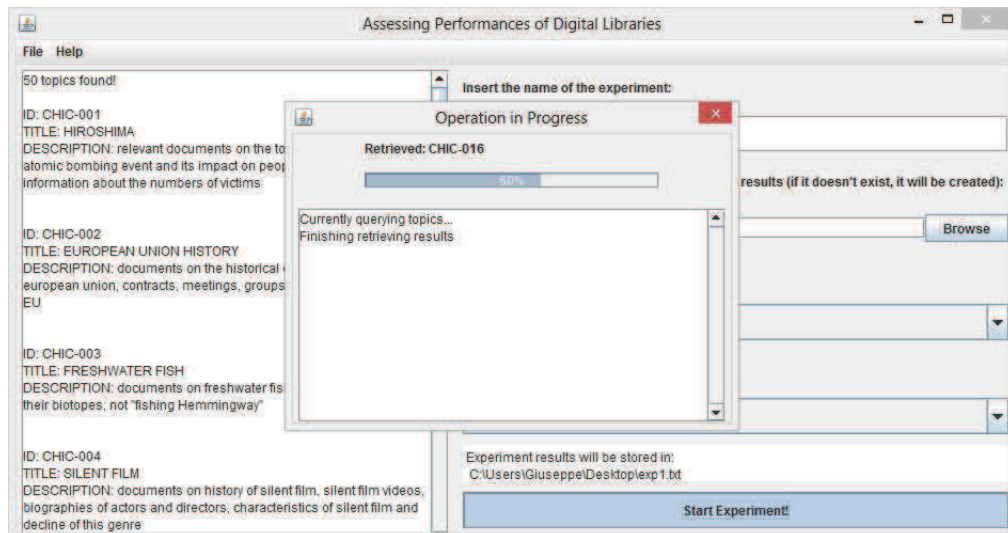 Assessing Performances of Digital Libraries
File Help
50 topics found!
ID: CHIC-001
TITLE: HIROSHIMA
DESCRIPTION: relevant documents on the to
atomic bombing event and its impact on peop
information about the numbers of victims
ID: CHIC-002
TITLE: EUROPEAN UNION HISTORY
DESCRIPTION: documents on the historical
european union, contracts, meetings, groups
EU
ID: CHIC-003
TITLE: FRESHWATER FISH
DESCRIPTION: documents on freshwater fis
their biotopes; not "fishing Hemmingway"
ID: CHIC-004
TITLE: SILENT FILM
DESCRIPTION: documents on history of silent film, silent film videos,
biographies of actors and directors, characteristics of silent film and
decline of this genre
Operation in Progress
Retrieved: CHIC-016
60%
Currently querying topics...
Finishing retrieving results
Insert the name of the experiment:
results (if it doesn't exist, it will be created):
Browse
Experiment results will be stored in:
C:\Users\Giuseppe\Desktop\exp1.txt
Start Experiment!